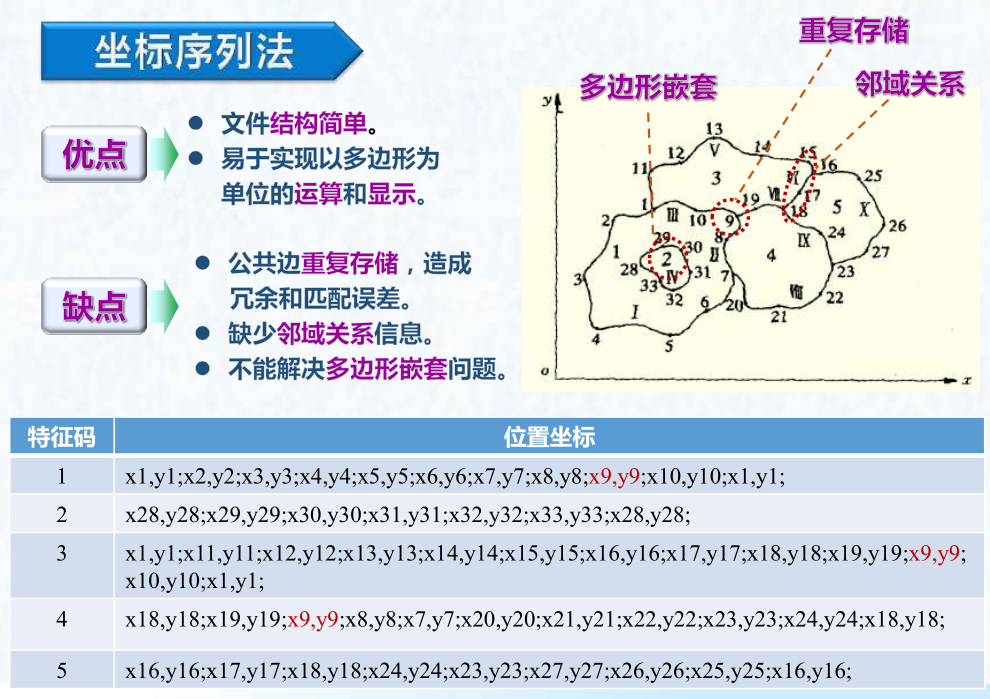 坐标序列法
重复存储
多边形嵌套
邻域关系
优点
● 文件结构简单。
● 易于实现以多边形为
单位的运算和显示。
缺点
● 公共边重复存储，造成
冗余和匹配误差。
● 缺少邻域关系信息。
● 不能解决多边形嵌套问题。
y
13
V
12
14
15
16
11
3
Ⅵ
25
17
1
Ⅲ
10
9
19
Ⅶ
18
5
X
2
8
24
26
29
30
Ⅱ
Ⅸ
1
2
4
27
28
31
7
23
3
33
Ⅳ
32
6
20
Ⅷ
22
I
21
4
5
o
x
特征码 位置坐标
1 x1,y1;x2,y2;x3,y3;x4,y4;x5,y5;x6,y6;x7,y7;x8,y8;x9,y9;x10,y10;x1,y1;
2 x28,y28;x29,y29;x30,y30;x31,y31;x32,y32;x33,y33;x28,y28;
3 x1,y1;x11,y11;x12,y12;x13,y13;x14,y14;x15,y15;x16,y16;x17,y17;x18,y18;x19,y19;x9,y9;
x10,y10;x1,y1;
4 x18,y18;x19,y19;x9,y9;x8,y8;x7,y7;x20,y20;x21,y21;x22,y22;x23,y23;x24,y24;x18,y18;
5 x16,y16;x17,y17;x18,y18;x24,y24;x23,y23;x27,y27;x26,y26;x25,y25;x16,y16;